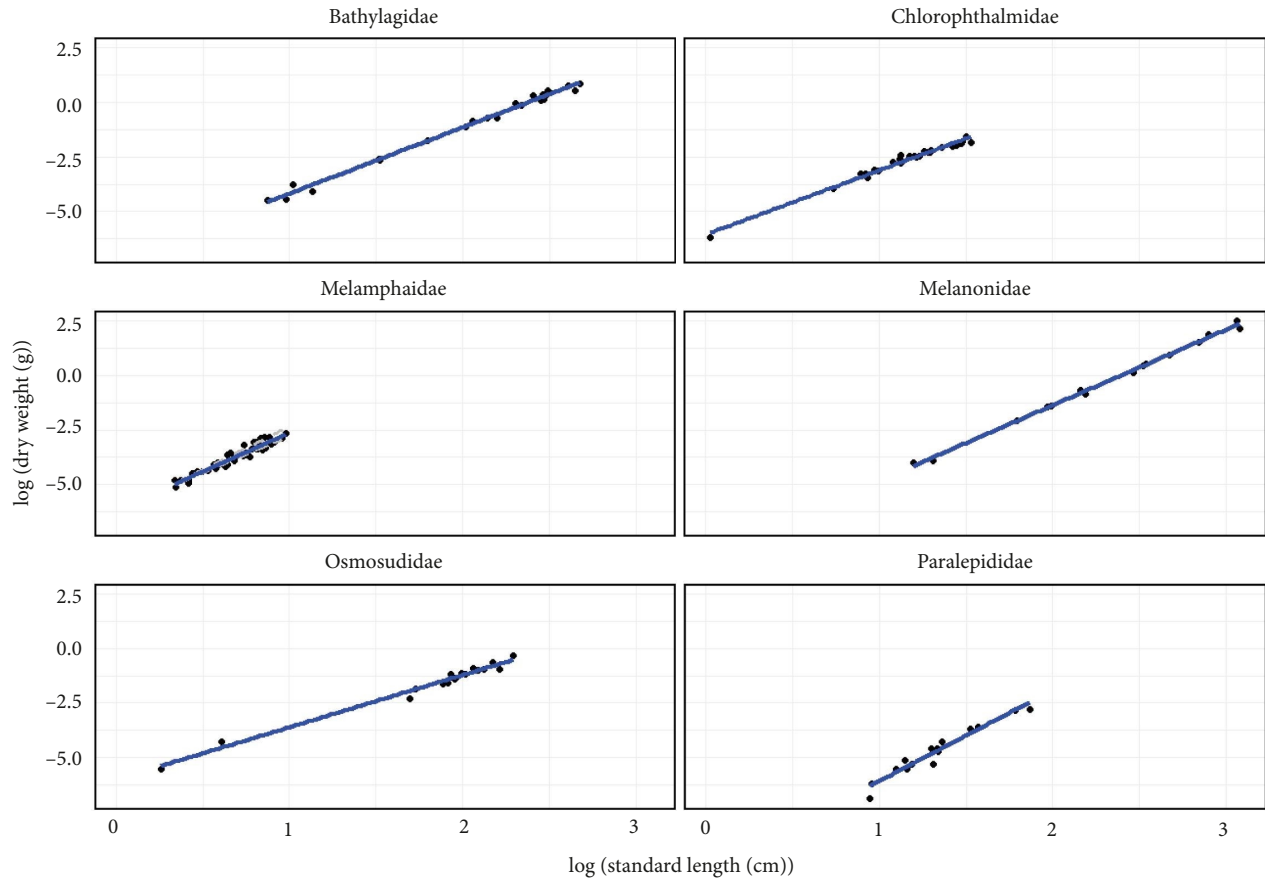 Bathylagidae
Chlorophthalmidae
2.5
0.0
−2.5
−5.0
Melamphaidae
Melanonidae
2.5
0.0
−2.5
−5.0
log (dry weight (g))
Osmosudidae
Paralepididae
2.5
0.0
−2.5
−5.0
0 1 2 3 0 1 2 3
log (standard length (cm))